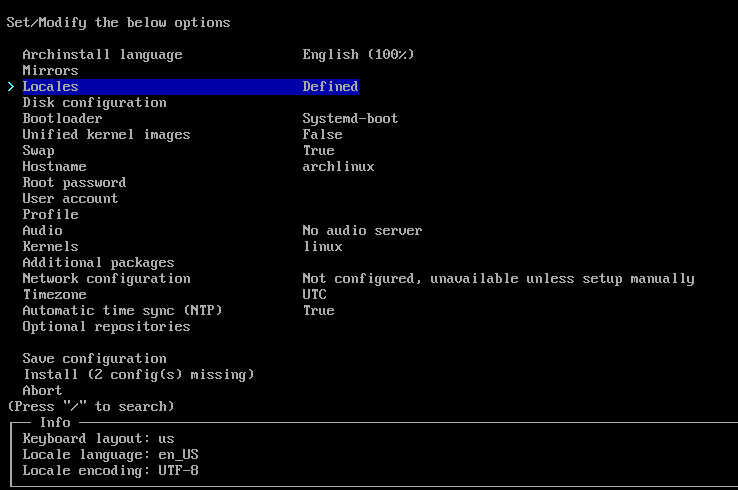 Set/Modify the below options
Archinstall language English (100%)
Mirrors
> Locales Defined
Disk configuration
Bootloader Systemd-boot
Unified kernel images False
Swap True
Hostname archlinux
Root password
User account
Profile
Audio No audio server
Kernels linux
Additional packages
Network configuration Not configured, unavailable unless setup manually
Timezone UTC
Automatic time sync (NTP) True
Optional repositories
Save configuration
Install (2 config(s) missing)
Abort
(Press "/" to search)
Info
Keyboard layout: us
Locale language: en_US
Locale encoding: UTF-8